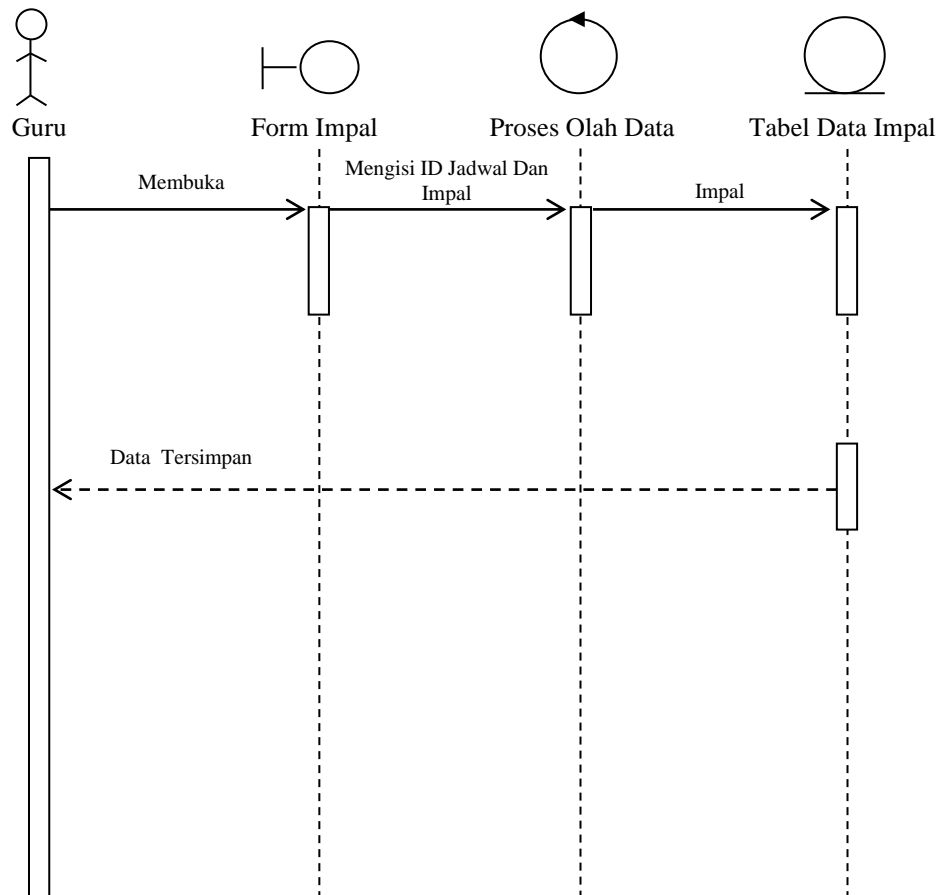 Guru
Form Impal
Proses Olah Data
Tabel Data Impal
Membuka
Mengisi ID Jadwal Dan
Impal
Impal
Data Tersimpan